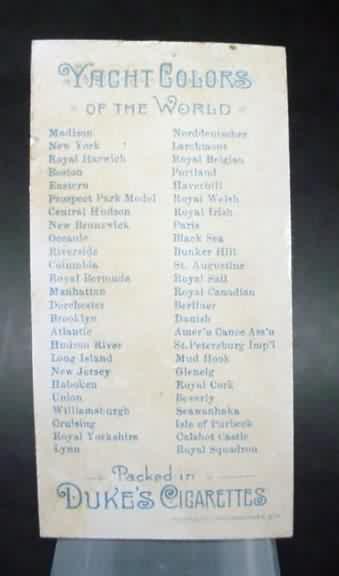 YACHT COLORS
OF THE WORLD
Madison
New York
Royal Harwich
Boston
Eastern
Prospect Park Model
Central Hudson
New Brunswick
Oceanic
Riverside
Columbia
Royal Bermuda
Manhattan
Dorchester
Brooklyn
Atlantic
Hudson River
Long Island
New Jersey
Hoboken
Union
Williamsburgh
Cruising
Royal Yorkshire
Lynn
Norddeutscher
Larchmont
Royal Belgian
Portland
Haverhill
Royal Welsh
Royal Irish
Paris
Black Sea
Bunker Hill
St. Augustine
Royal Sail
Royal Canadian
Berliner
Danish
Amer'n Canoe Ass'n
St. Petersburg Imp'l
Mud Hook
Glenelg
Royal Cork
Beverly
Seawanhaka
Isle of Purbeck
Calshot Castle
Royal Squadron
Packed in
DUKE'S CIGARETTES